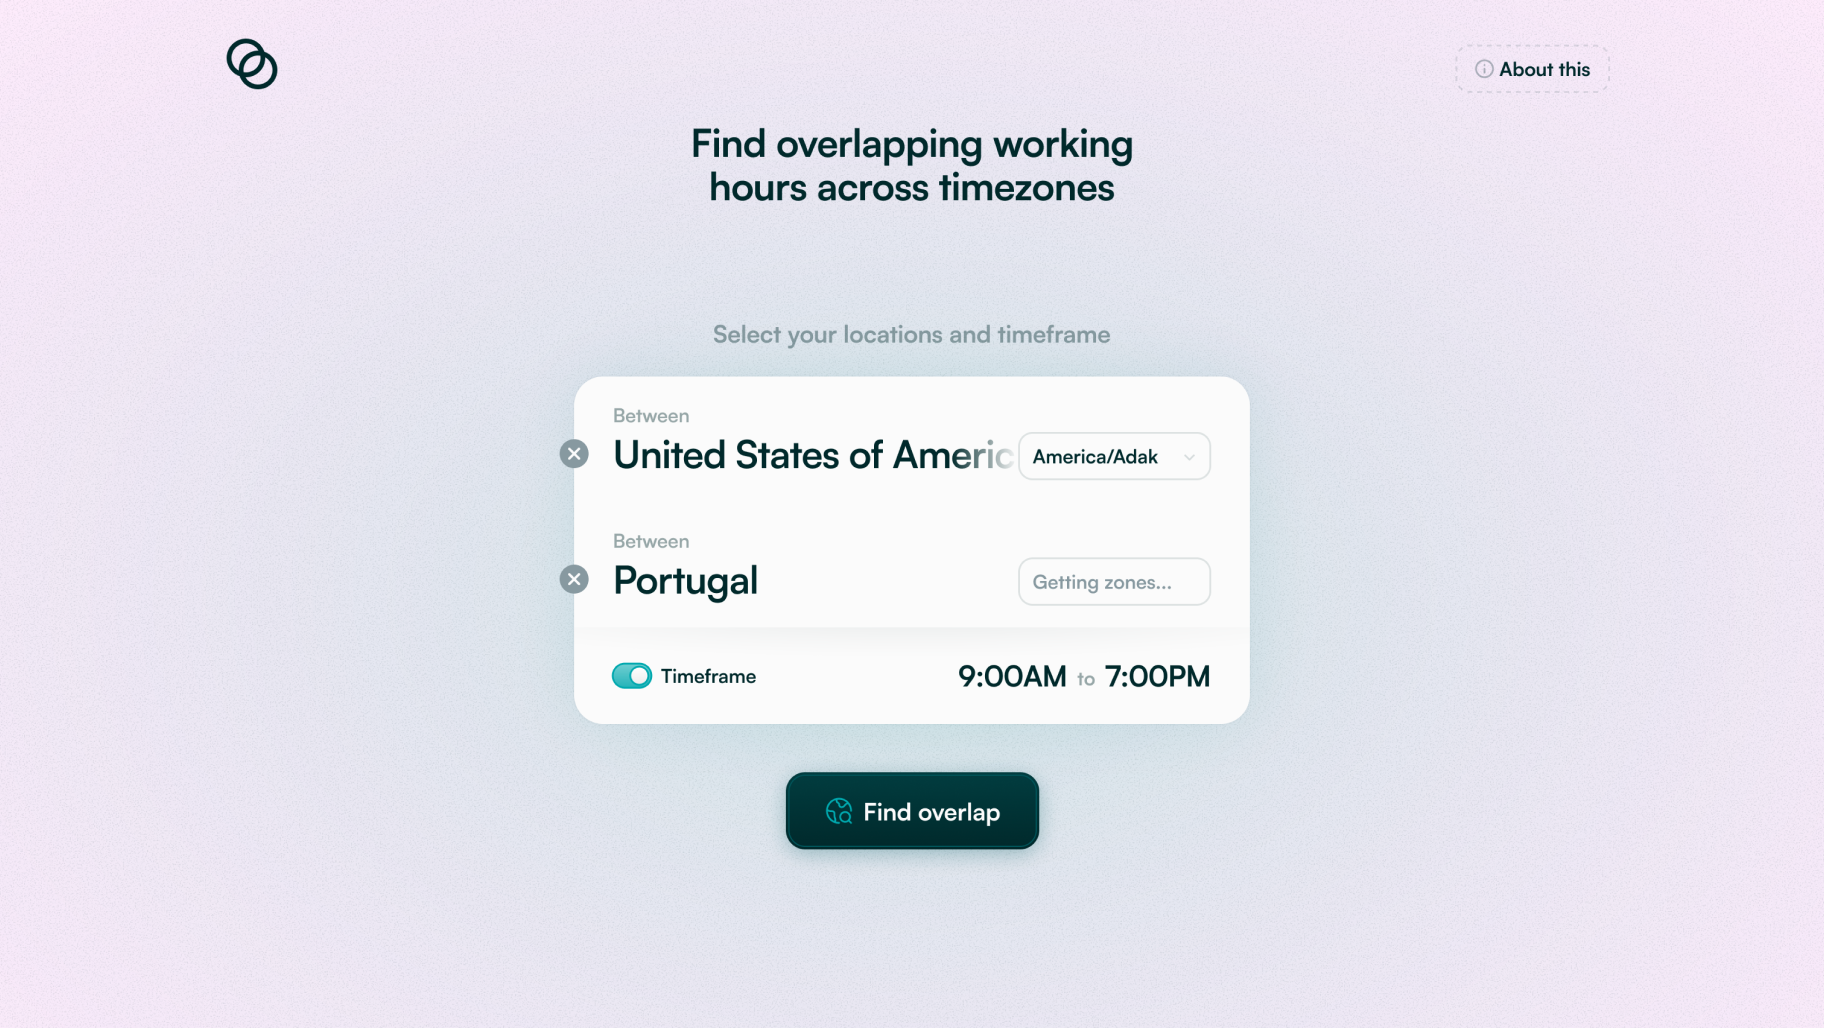 About this
Find overlapping working
hours across timezones
Select your locations and timeframe
Between
United States of Americ
America/Adak
Between
Portugal
Getting zones...
Timeframe
9:00AM to 7:00PM
Find overlap